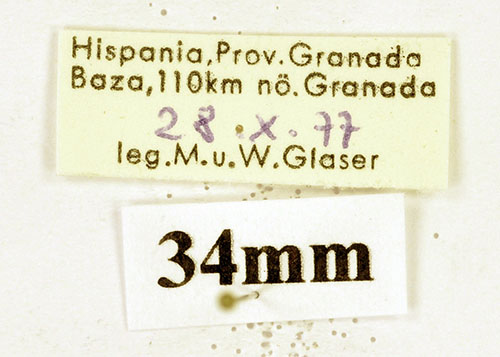 Hispania,Prov.Granada
Baza,110km nö.Granada
28.X.77
leg.M.u.W.Glaser
34mm